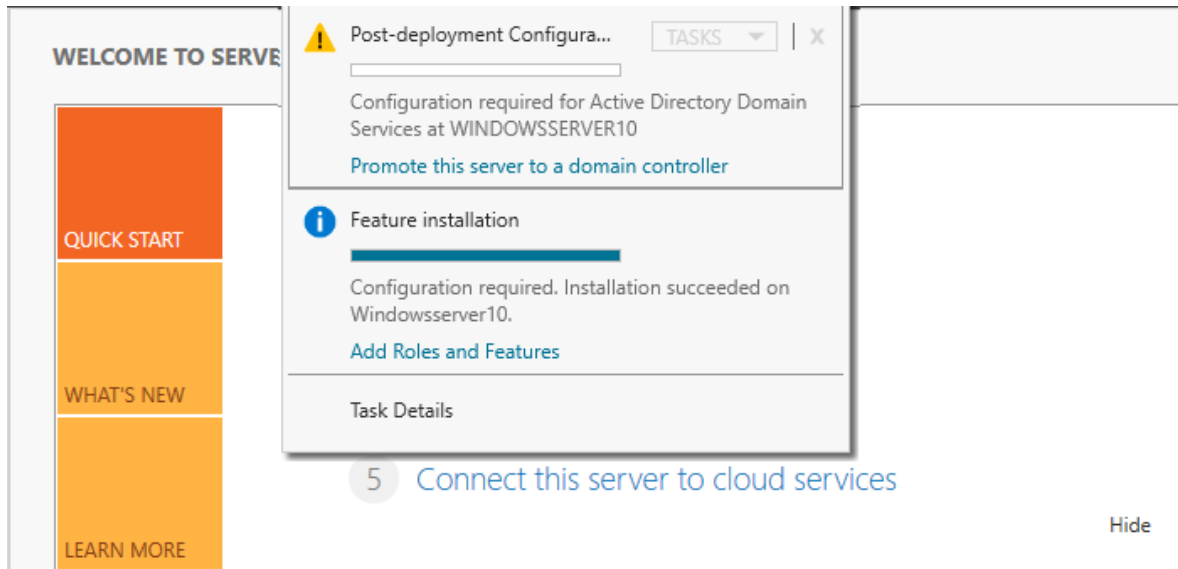 WELCOME TO SERVE
Post-deployment Configura...
TASKS
X
Configuration required for Active Directory Domain
Services at WINDOWSSERVER10
Promote this server to a domain controller
QUICK START
Feature installation
Configuration required. Installation succeeded on
Windowsserver10.
Add Roles and Features
WHAT'S NEW
Task Details
5 Connect this server to cloud services
Hide
LEARN MORE